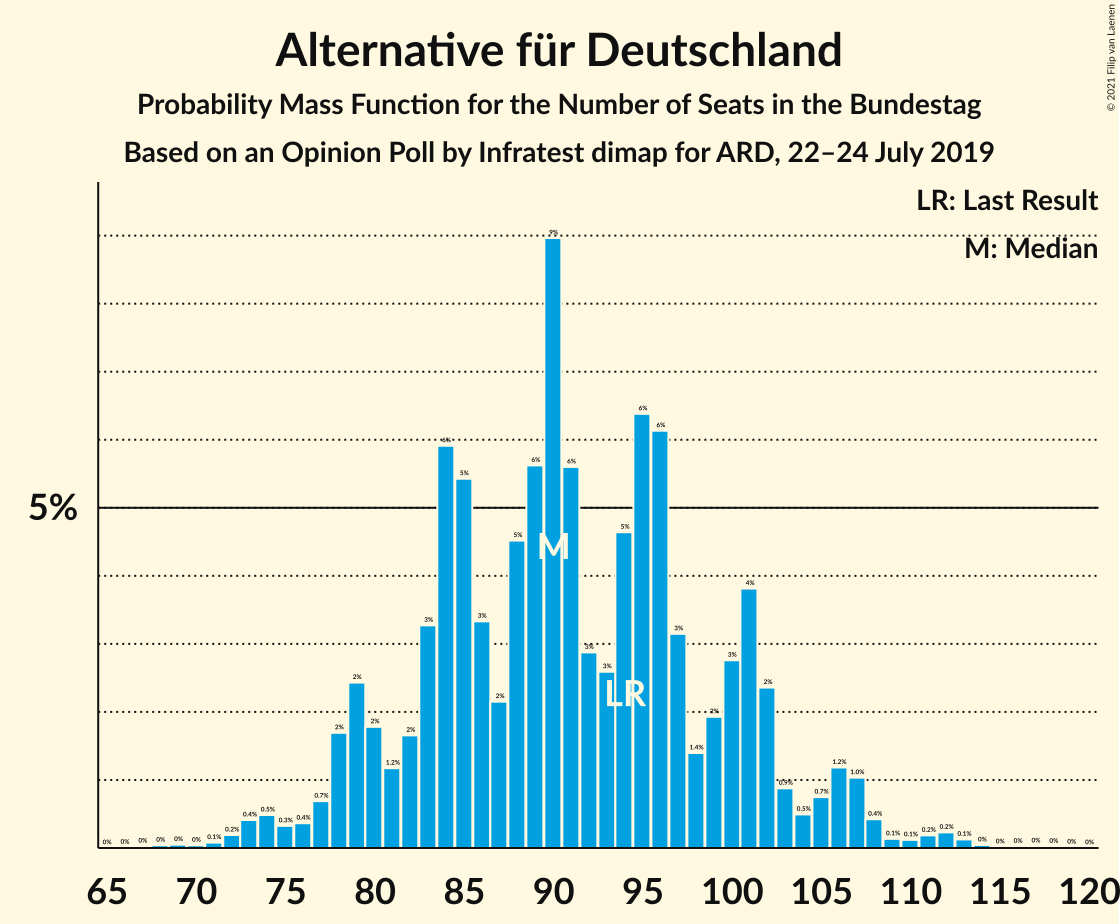 Alternative für Deutschland
Probability Mass Function for the Number of Seats in the Bundestag
Based on an Opinion Poll by Infratest dimap for ARD, 22–24 July 2019
© 2021 Filip van Laenen
LR: Last Result
M: Median
5%
0% 0% 0% 0% 0% 0% 0.1% 0.2% 0.4% 0.5% 0.3% 0.4% 0.7% 2% 2% 2% 1.2% 2% 3% 6% 5% 3% 2% 5% 6% 9% 6% 3% 3% 5% 6% 6% 3% 1.4% 2% 3% 4% 2% 0.9% 0.5% 0.7% 1.2% 1.0% 0.4% 0.1% 0.1% 0.2% 0.2% 0.1% 0% 0% 0% 0% 0% 0% 0%
M
LR
65 70 75 80 85 90 95 100 105 110 115 120